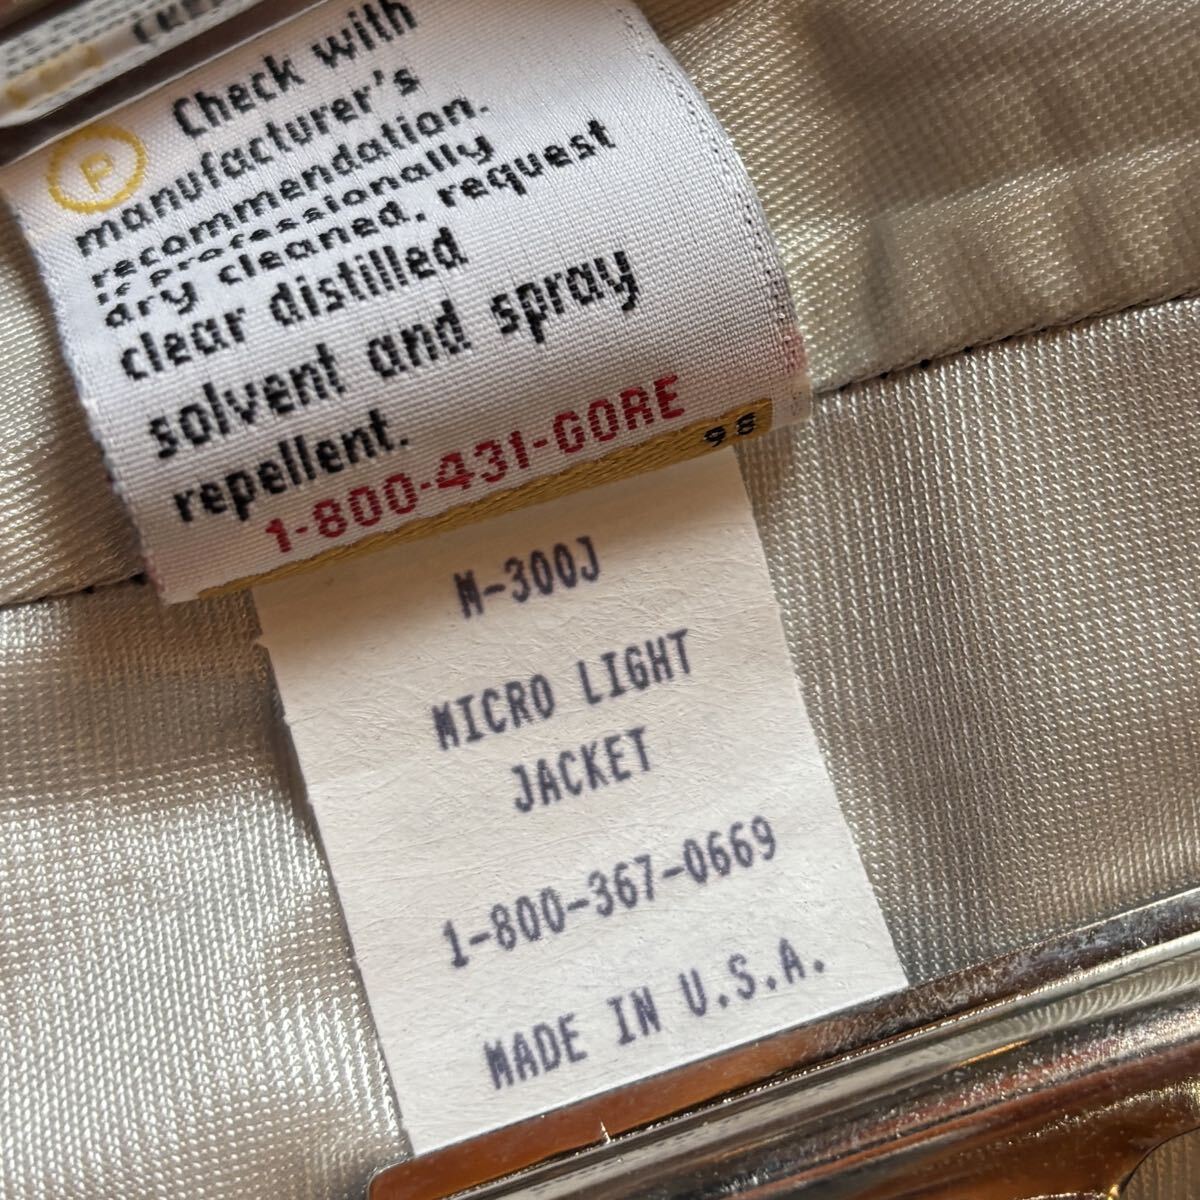 Check with
P
manufacturer's
recommendation.
If professionally
dry cleaned, request
clear distilled
solvent and spray
repellent.
1-800-431-GORE
98
M-300J
MICRO LIGHT
JACKET
1-800-367-0669
MADE IN U.S.A.